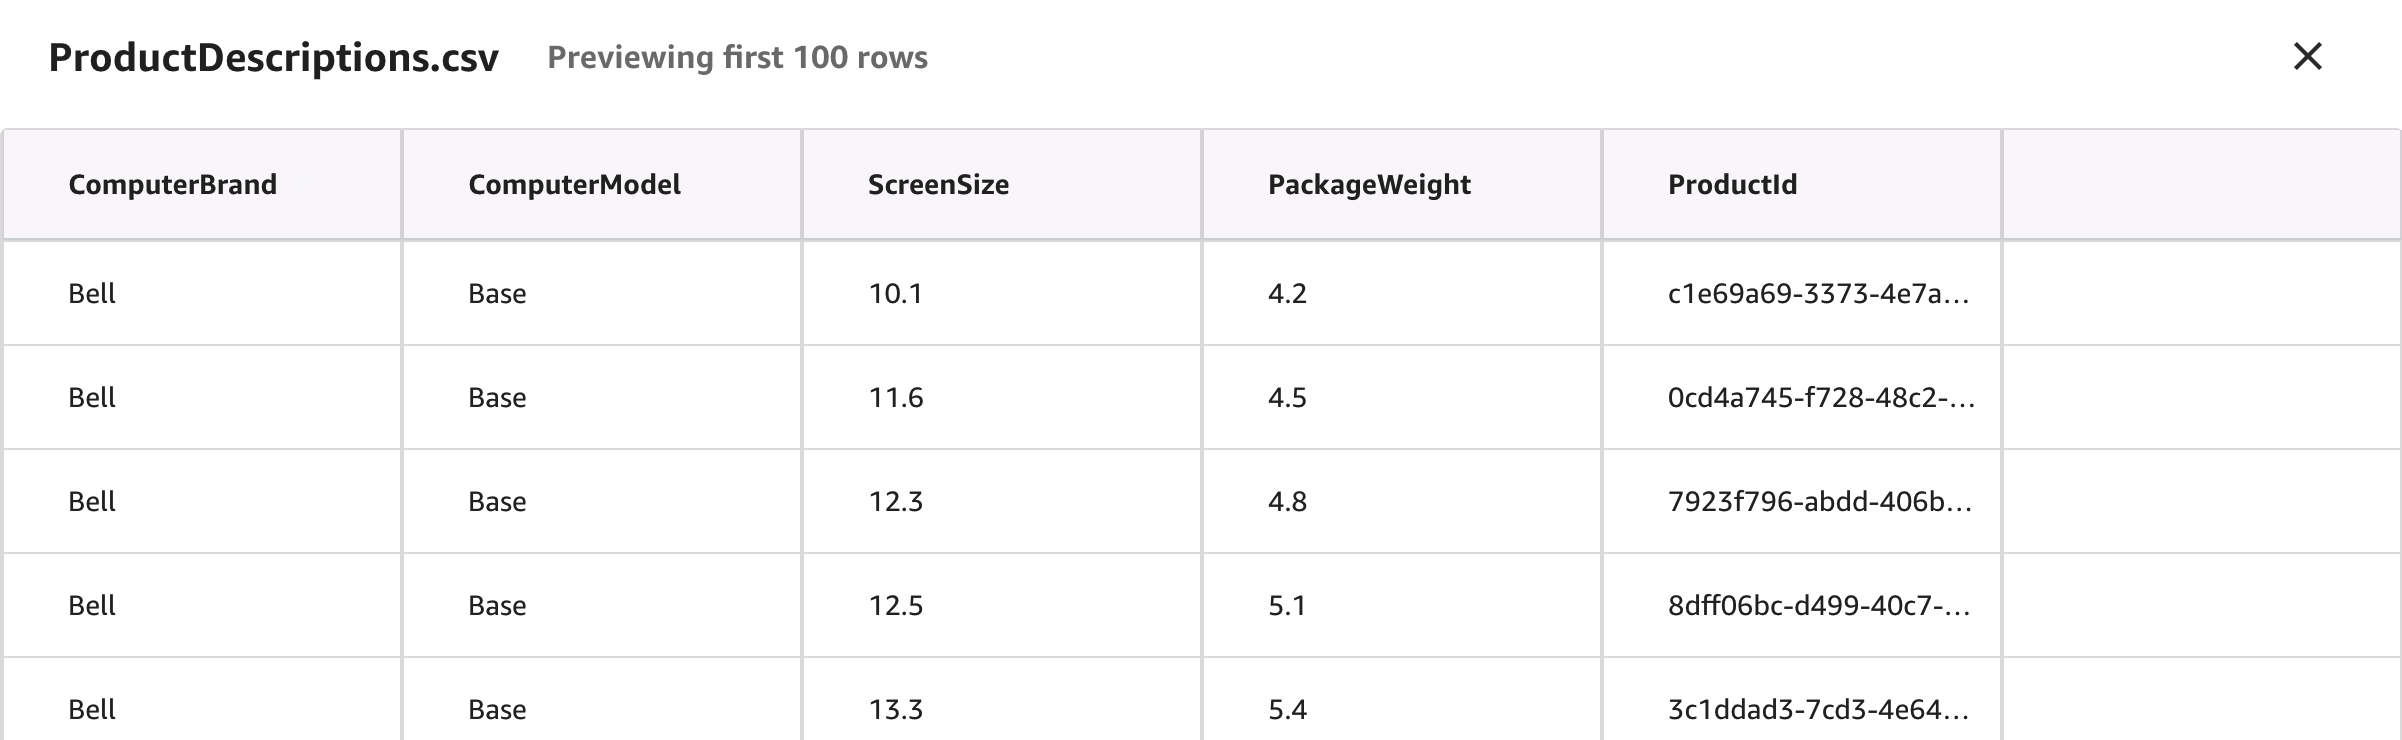 ProductDescriptions.csv Previewing first 100 rows
ComputerBrand ComputerModel ScreenSize PackageWeight ProductId
Bell Base 10.1 4.2 c1e69a69-3373-4e7a...
Bell Base 11.6 4.5 0cd4a745-f728-48c2-...
Bell Base 12.3 4.8 7923f796-abdd-406b...
Bell Base 12.5 5.1 8dff06bc-d499-40c7-...
Bell Base 13.3 5.4 3c1ddad3-7cd3-4e64...